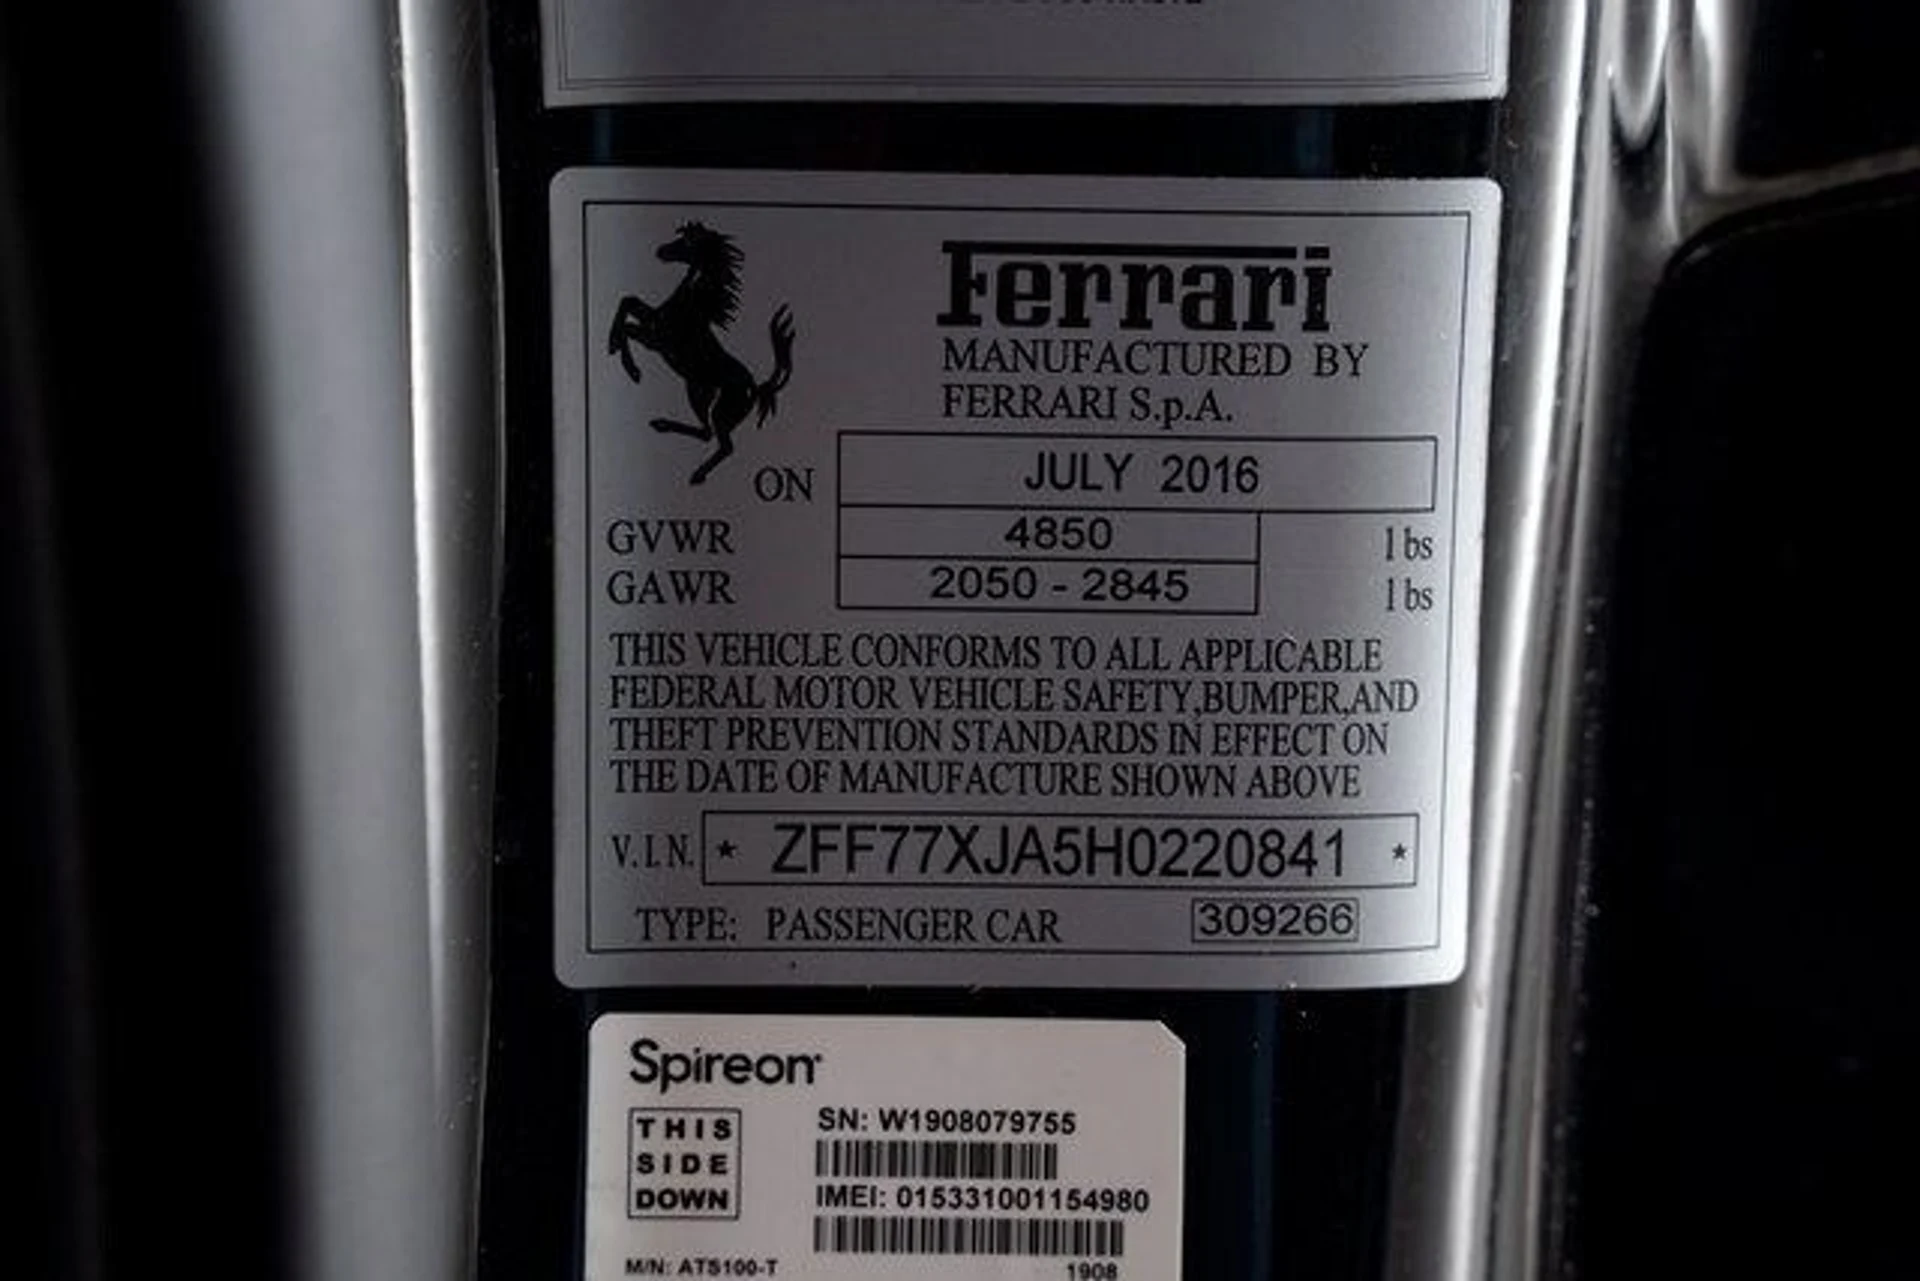 Ferrari
MANUFACTURED BY
FERRARI S.p.A.
ON JULY 2016
GVWR 4850 lbs
GAWR 2050 - 2845 lbs
THIS VEHICLE CONFORMS TO ALL APPLICABLE
FEDERAL MOTOR VEHICLE SAFETY,BUMPER,AND
THEFT PREVENTION STANDARDS IN EFFECT ON
THE DATE OF MANUFACTURE SHOWN ABOVE
V.I.N. * ZFF77XJA5H0220841 *
TYPE: PASSENGER CAR 309266
Spireon
THIS
SIDE
DOWN
SN: W1908079755
IMEI: 015331001154980
M/N: ATS100-T 1908